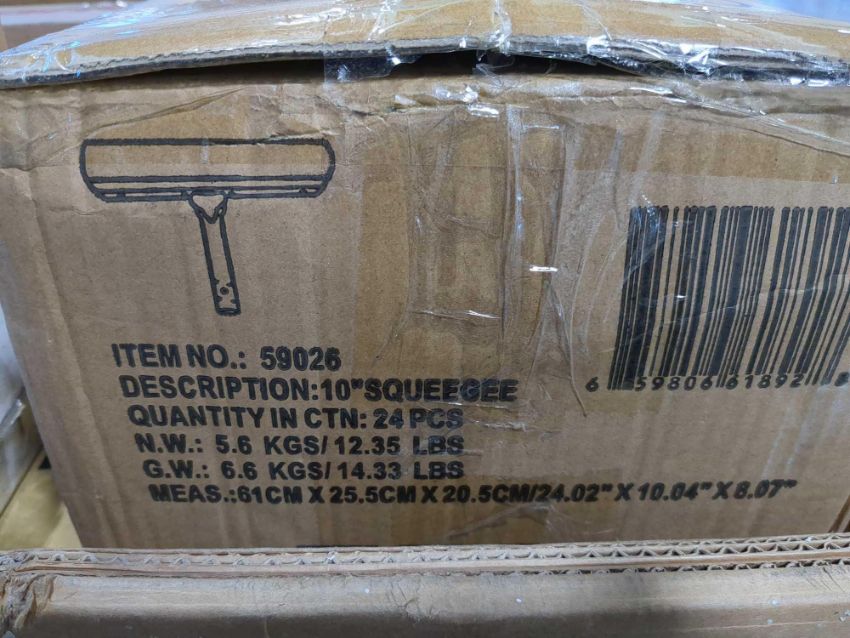 ITEM NO.: 59026
DESCRIPTION:10"SQUEEGEE
QUANTITY IN CTN: 24 PCS
N.W.: 5.6 KGS/ 12.35 LBS
G.W.: 6.6 KGS/ 14.33 LBS
MEAS.:61CM X 25.5CM X 20.5CM/24.02" X 10.04" X 8.07"
6 59806 61892 8